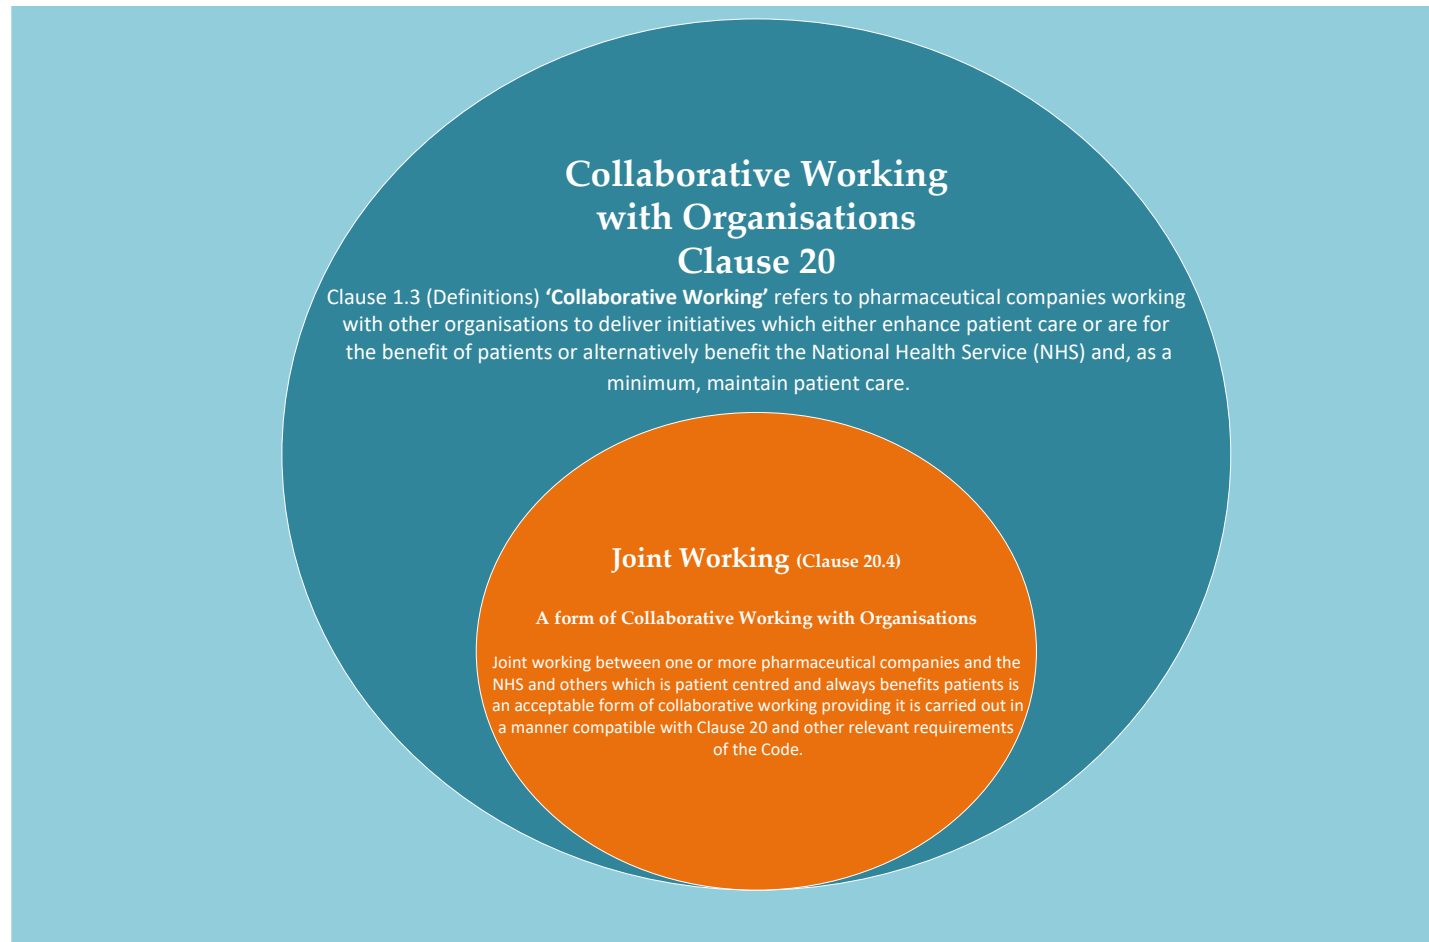 Collaborative Working
with Organisations
Clause 20
Clause 1.3 (Definitions) ‘Collaborative Working’ refers to pharmaceutical companies working
with other organisations to deliver initiatives which either enhance patient care or are for
the benefit of patients or alternatively benefit the National Health Service (NHS) and, as a
minimum, maintain patient care.
Joint Working (Clause 20.4)
A form of Collaborative Working with Organisations
Joint working between one or more pharmaceutical companies and the
NHS and others which is patient centred and always benefits patients is
an acceptable form of collaborative working providing it is carried out in
a manner compatible with Clause 20 and other relevant requirements
of the Code.